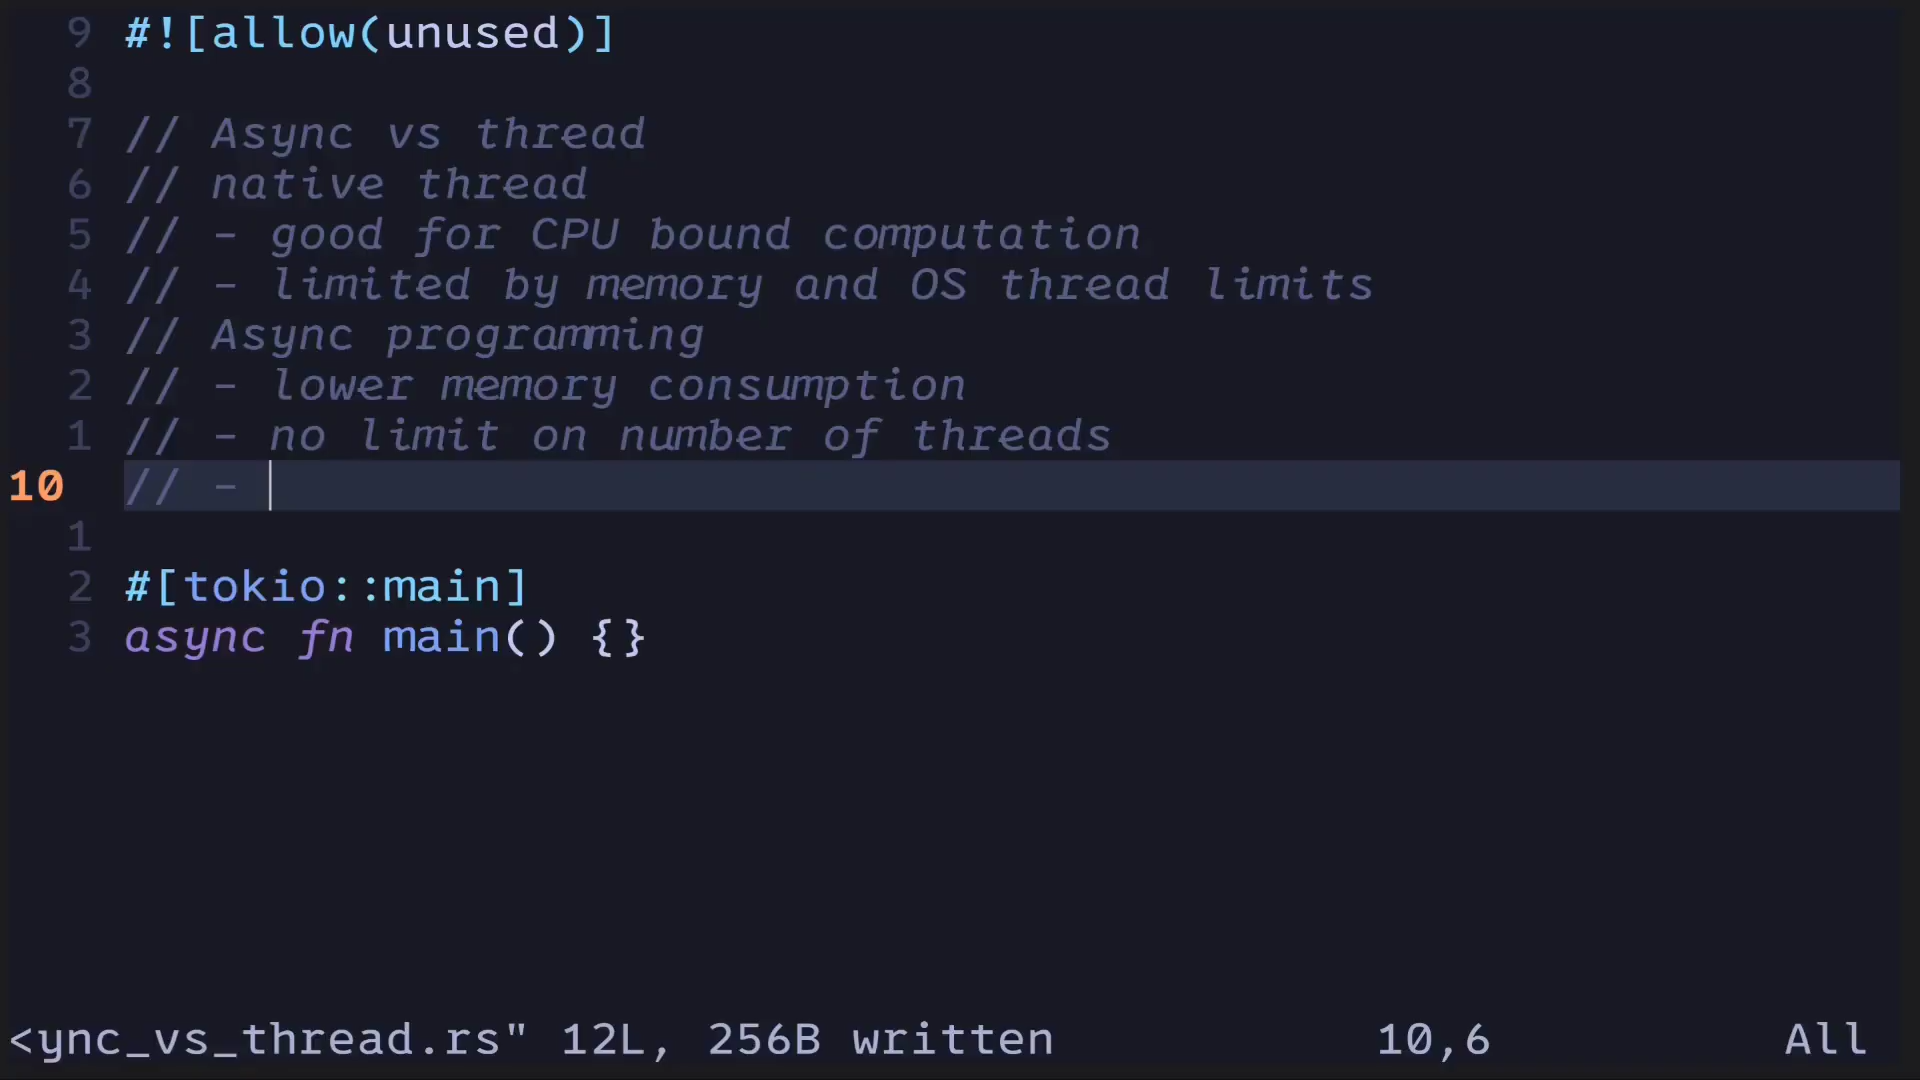 9 #![allow(unused)]
8
7 // Async vs thread
6 // native thread
5 // - good for CPU bound computation
4 // - limited by memory and OS thread limits
3 // Async programming
2 // - lower memory consumption
1 // - no limit on number of threads
10 // -
1
2 #[tokio::main]
3 async fn main() {}
<ync_vs_thread.rs" 12L, 256B written 10,6 All